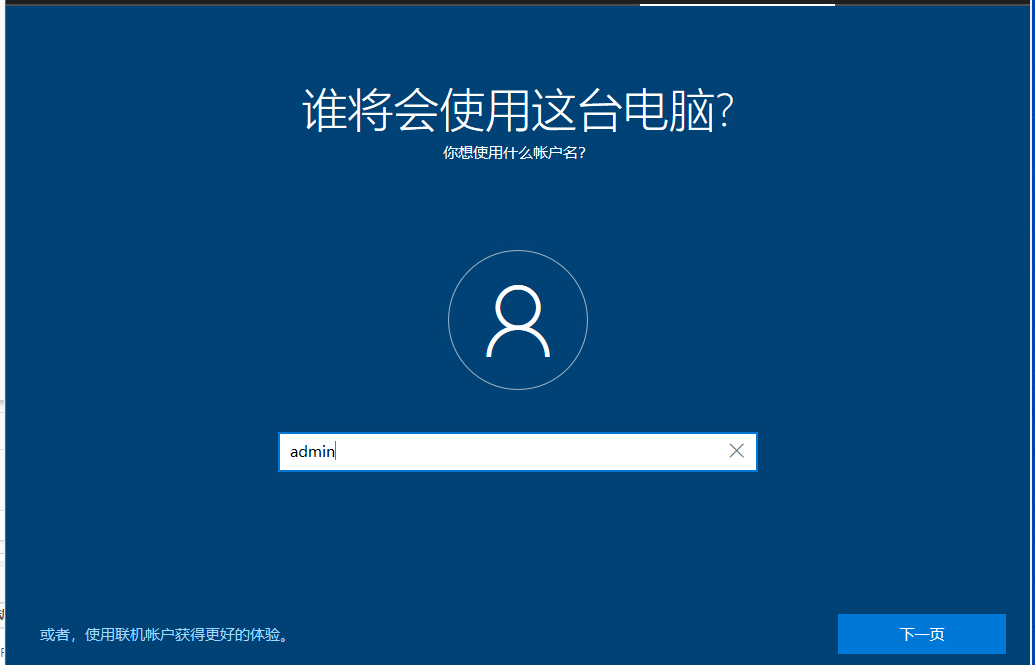 谁将会使用这台电脑?
你想使用什么帐户名?
admin
或者，使用联机帐户获得更好的体验。
下一页